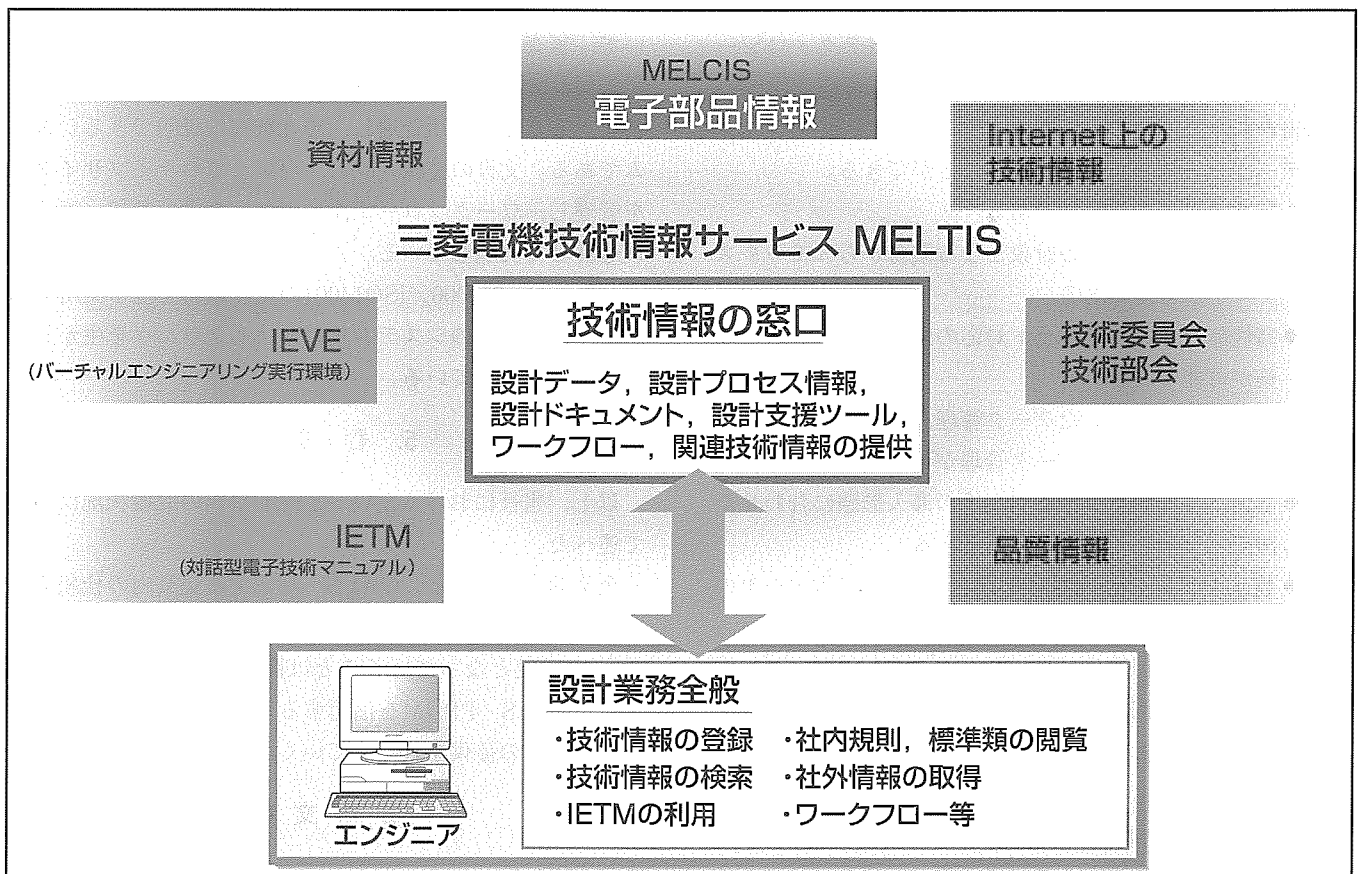 MELCIS
電子部品情報
資材情報
Internet上の
技術情報
三菱電機技術情報サービス MELTIS
技術情報の窓口
設計データ，設計プロセス情報，
設計ドキュメント，設計支援ツール，
ワークフロー，関連技術情報の提供
IEVE
(バーチャルエンジニアリング実行環境)
技術委員会
技術部会
IETM
(対話型電子技術マニュアル)
品質情報
エンジニア
設計業務全般
・技術情報の登録 ・社内規則，標準類の閲覧
・技術情報の検索 ・社外情報の取得
・IETMの利用 ・ワークフロー等